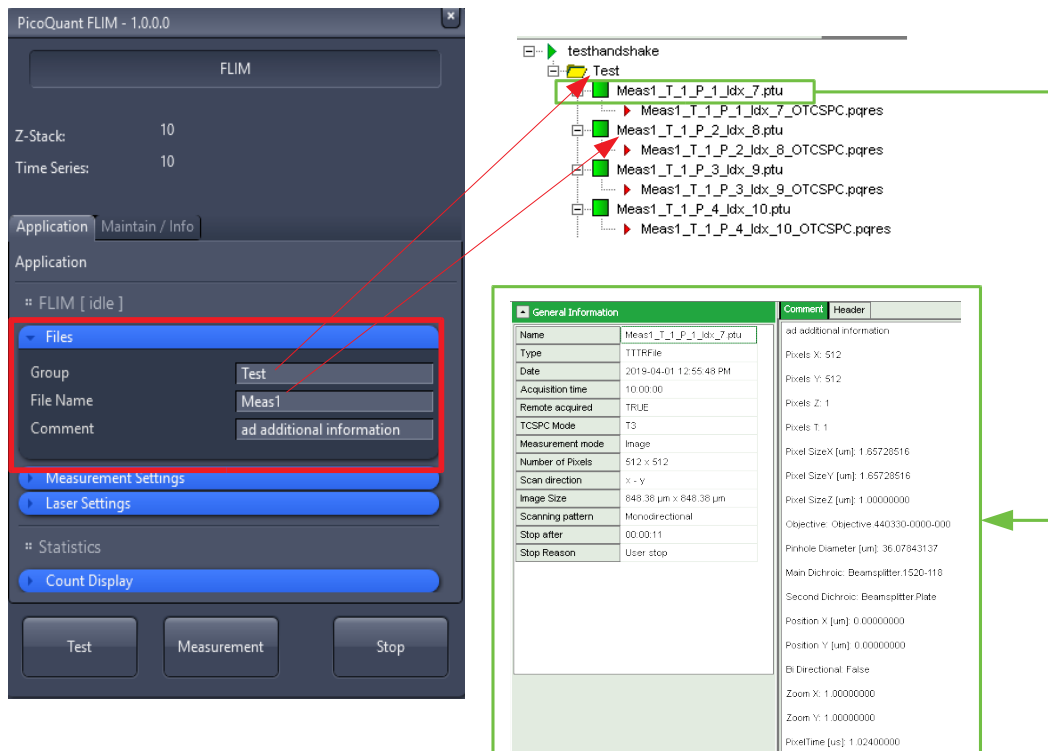 PicoQuant FLIM - 1.0.0.0
FLIM
Z-Stack: 10
Time Series: 10
Application Maintain / Info
Application
FLIM [ idle ]
Files
Group Test
File Name Meas1
Comment ad additional information
Measurement Settings
Laser Settings
Statistics
Count Display
Test Measurement Stop
testhandshake
Test
Meas1_T_1_P_1_Idx_7.ptu
Meas1_T_1_P_1_Idx_7_OTCSPC.pqres
Meas1_T_1_P_2_Idx_8.ptu
Meas1_T_1_P_2_Idx_8_OTCSPC.pqres
Meas1_T_1_P_3_Idx_9.ptu
Meas1_T_1_P_3_Idx_9_OTCSPC.pqres
Meas1_T_1_P_4_Idx_10.ptu
Meas1_T_1_P_4_Idx_10_OTCSPC.pqres
General Information
Name Meas1_T_1_P_1_Idx_7.ptu
Type TTTRFile
Date 2019-04-01 12:55:48 PM
Acquisition time 10:00:00
Remote acquired TRUE
TCSPC Mode T3
Measurement mode Image
Number of Pixels 512 x 512
Scan direction x - y
Image Size 848.38 µm x 848.38 µm
Scanning pattern Monodirectional
Stop after 00:00:11
Stop Reason User stop
Comment Header
ad additional information
Pixels X: 512
Pixels Y: 512
Pixels Z: 1
Pixels T: 1
Pixel SizeX [um]: 1.65728516
Pixel SizeY [um]: 1.65728516
Pixel SizeZ [um]: 1.00000000
Objective: Objective.440330-0000-000
Pinhole Diameter [um]: 36.07843137
Main Dichroic: Beamsplitter.1520-118
Second Dichroic: Beamsplitter.Plate
Position X [um]: 0.00000000
Position Y [um]: 0.00000000
Bi Directional: False
Zoom X: 1.00000000
Zoom Y: 1.00000000
PixelTime [us]: 1.02400000